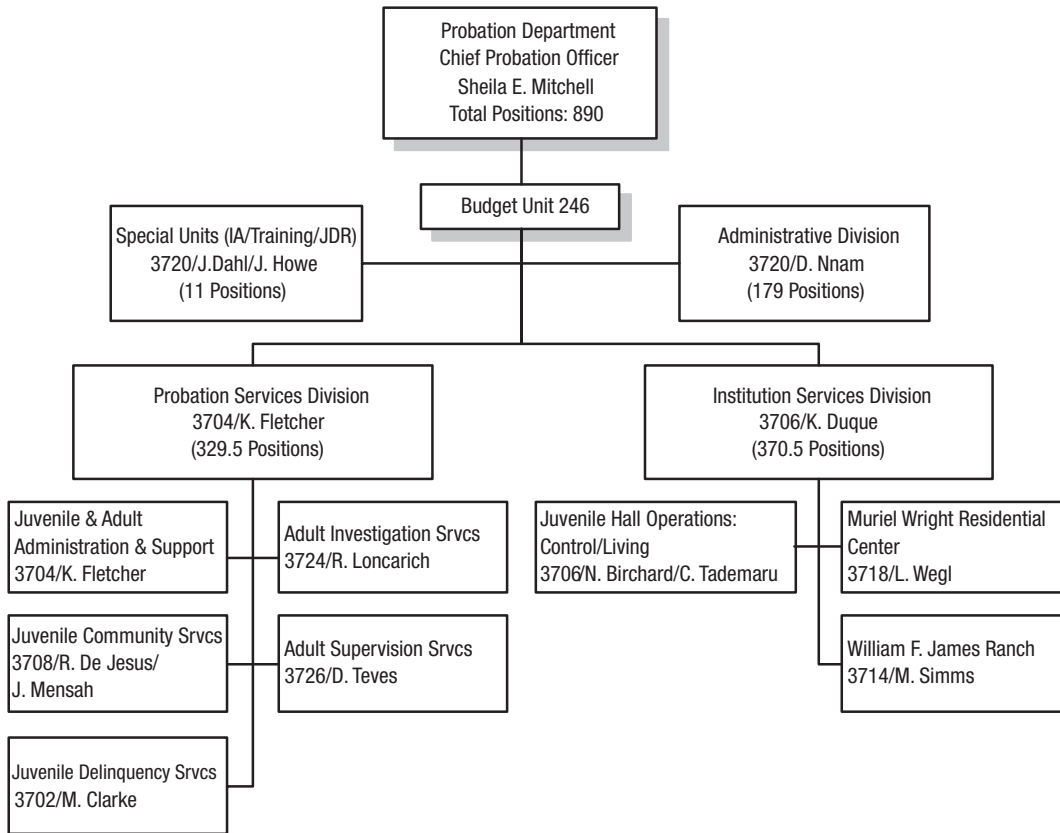 Probation Department
Chief Probation Officer
Sheila E. Mitchell
Total Positions: 890
Budget Unit 246
Special Units (IA/Training/JDR)
3720/J.Dahl/J. Howe
(11 Positions)
Administrative Division
3720/D. Nnam
(179 Positions)
Probation Services Division
3704/K. Fletcher
(329.5 Positions)
Institution Services Division
3706/K. Duque
(370.5 Positions)
Juvenile & Adult
Administration & Support
3704/K. Fletcher
Adult Investigation Srvcs
3724/R. Loncarich
Juvenile Hall Operations:
Control/Living
3706/N. Birchard/C. Tademaru
Muriel Wright Residential
Center
3718/L. Wegl
Juvenile Community Srvcs
3708/R. De Jesus/
J. Mensah
Adult Supervision Srvcs
3726/D. Teves
William F. James Ranch
3714/M. Simms
Juvenile Delinquency Srvcs
3702/M. Clarke